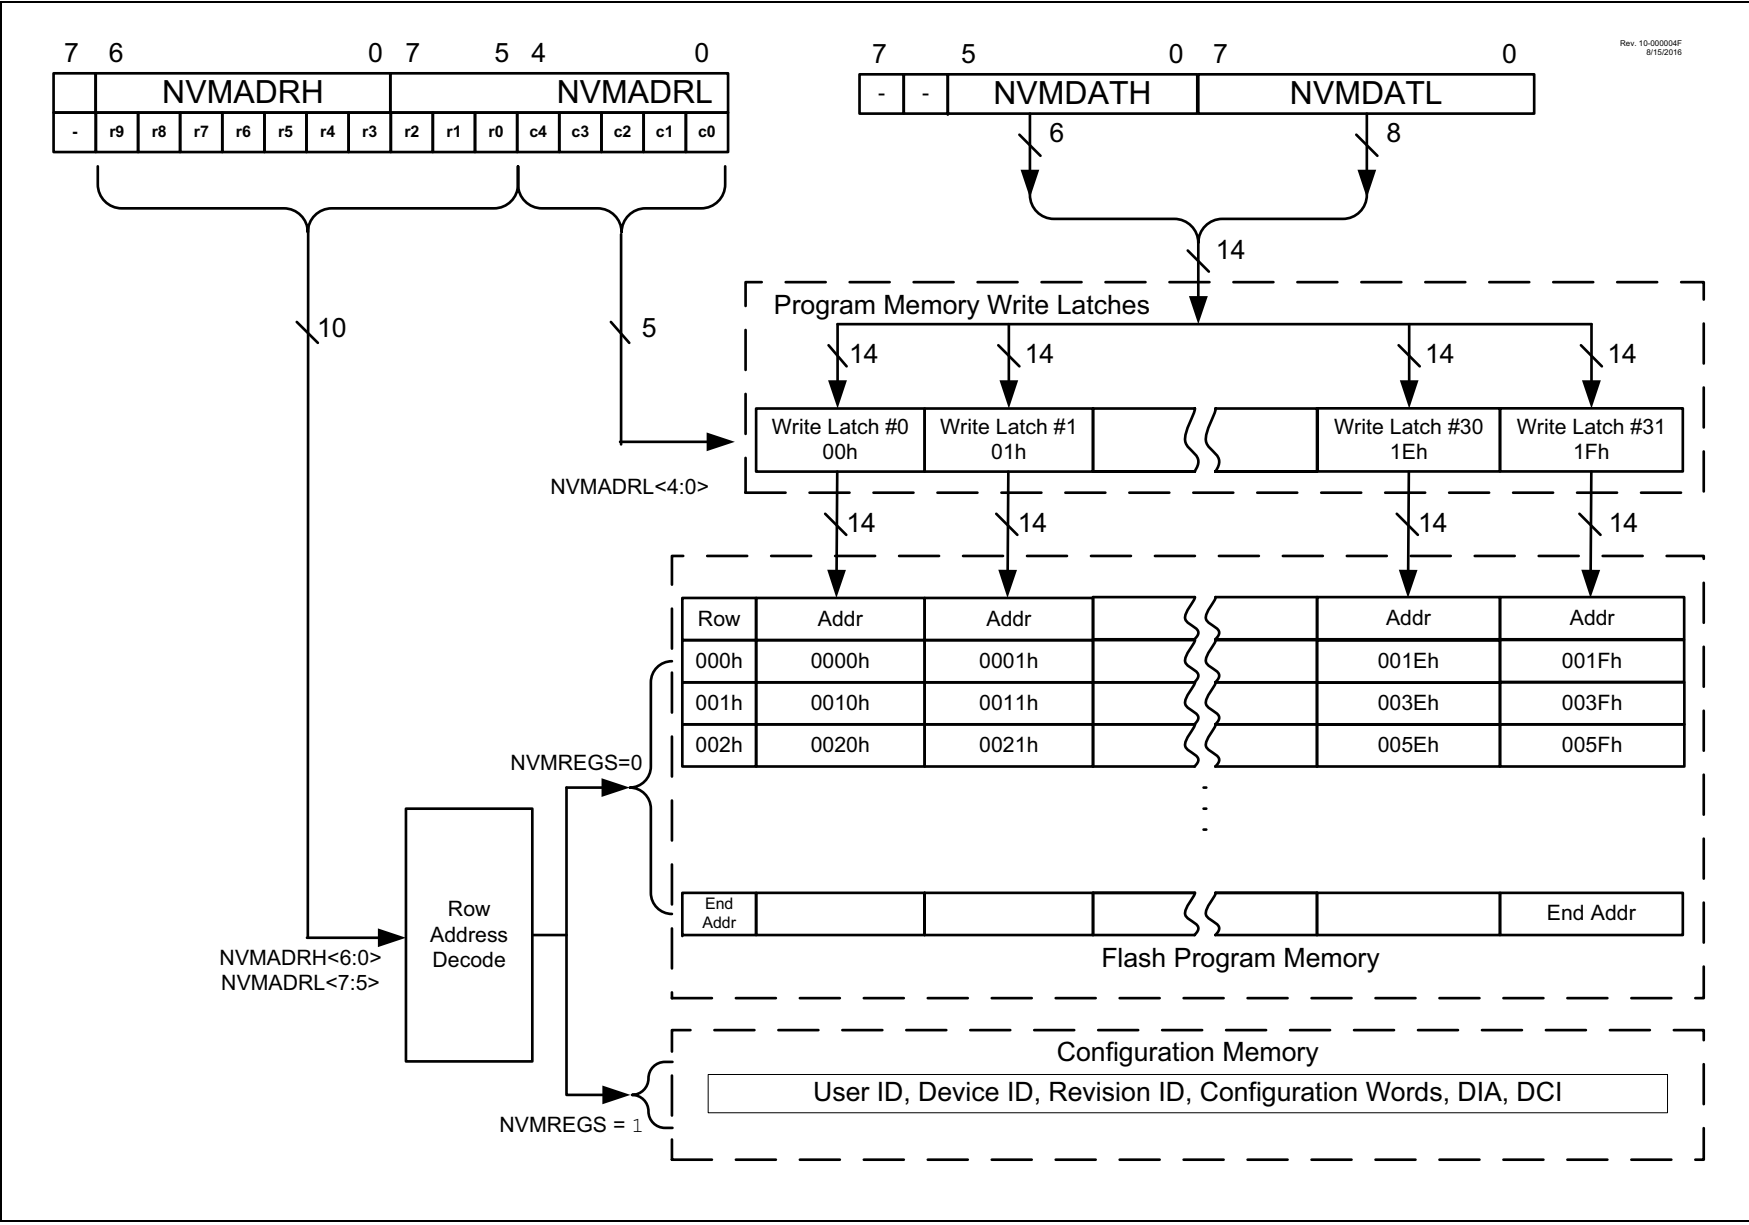 7 6 0 7 5 4 0
7 5 0 7 0
Rev. 10-000004F
8/15/2016
NVMADRH NVMADRL
- - NVMDATH NVMDATL
- r9 r8 r7 r6 r5 r4 r3 r2 r1 r0 c4 c3 c2 c1 c0
6 8
14
10 5
Program Memory Write Latches
14 14 14 14
Write Latch #0
00h
Write Latch #1
01h
Write Latch #30
1Eh
Write Latch #31
1Fh
NVMADRL<4:0>
14 14 14 14
Row Addr Addr Addr Addr
000h 0000h 0001h 001Eh 001Fh
001h 0010h 0011h 003Eh 003Fh
002h 0020h 0021h 005Eh 005Fh
NVMREGS=0
End
Addr
End Addr
Flash Program Memory
Row
Address
Decode
NVMADRH<6:0>
NVMADRL<7:5>
Configuration Memory
User ID, Device ID, Revision ID, Configuration Words, DIA, DCI
NVMREGS = 1